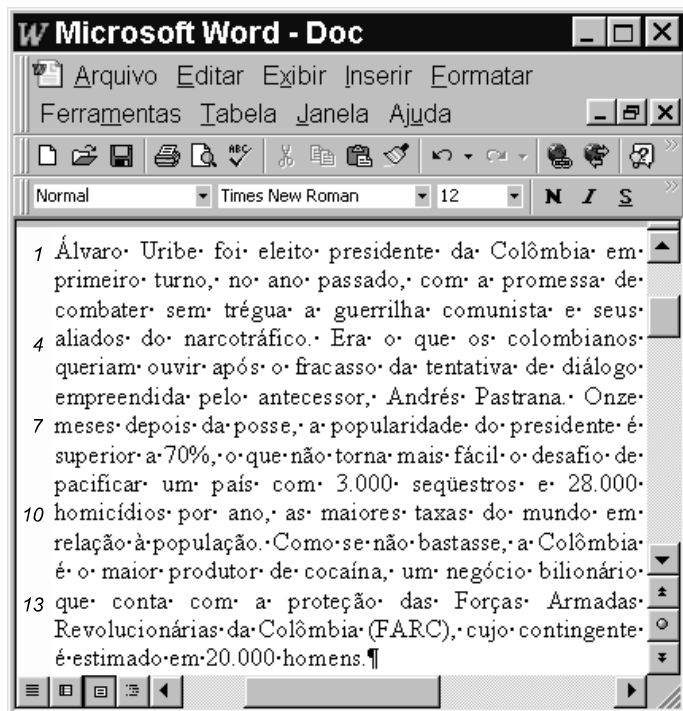 W Microsoft Word - Doc
Arquivo Editar Exibir Inserir Formatar
Ferramentas Tabela Janela Ajuda
ABC
Normal Times New Roman 12 N I S
1 Álvaro· Uribe· foi· eleito· presidente· da· Colômbia· em·
primeiro· turno,· no· ano· passado,· com· a· promessa· de·
combater· sem· trégua· a· guerrilha· comunista· e· seus·
4 aliados· do· narcotráfico.· Era· o· que· os· colombianos·
queriam· ouvir· após· o· fracasso· da· tentativa· de· diálogo·
empreendida· pelo· antecessor,· Andrés· Pastrana.· Onze·
7 meses· depois· da· posse,· a· popularidade· do· presidente· é·
superior· a· 70%,· o· que· não· torna· mais· fácil· o· desafio· de·
pacificar· um· país· com· 3.000· seqüestros· e· 28.000·
10 homicídios· por· ano,· as· maiores· taxas· do· mundo· em·
relação· à· população.· Como· se· não· bastasse,· a· Colômbia·
é· o· maior· produtor· de· cocaína,· um· negócio· bilionário·
13 que· conta· com· a· proteção· das· Forças· Armadas·
Revolucionárias· da· Colômbia· (FARC),· cujo· contingente·
é· estimado· em· 20.000· homens.¶